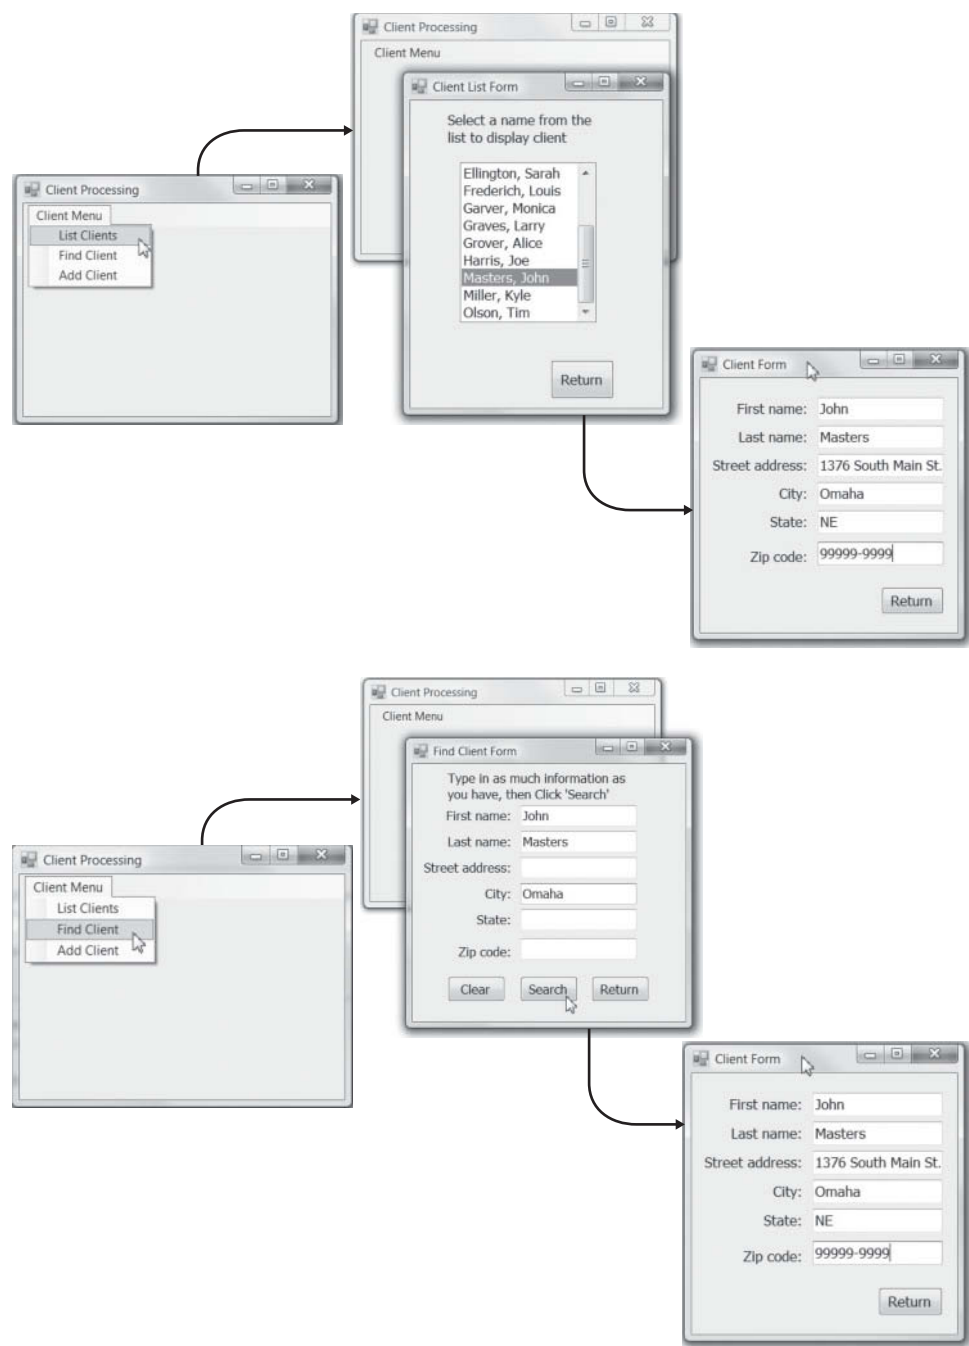 Client Processing
Client Menu
Client List Form
Select a name from the
list to display client
Ellington, Sarah
Frederich, Louis
Garver, Monica
Graves, Larry
Grover, Alice
Harris, Joe
Masters, John
Miller, Kyle
Olson, Tim
Return
Client Processing
Client Menu
List Clients
Find Client
Add Client
Client Form
First name: John
Last name: Masters
Street address: 1376 South Main St.
City: Omaha
State: NE
Zip code: 99999-9999
Return
Client Processing
Client Menu
Find Client Form
Type in as much information as
you have, then Click 'Search'
First name: John
Last name: Masters
Street address:
City: Omaha
State:
Zip code:
Clear Search Return
Client Processing
Client Menu
List Clients
Find Client
Add Client
Client Form
First name: John
Last name: Masters
Street address: 1376 South Main St.
City: Omaha
State: NE
Zip code: 99999-9999
Return